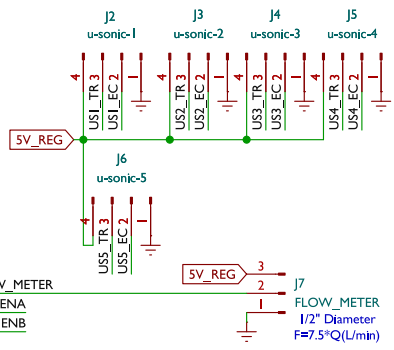 J2 J3 J4 J5
u-sonic-1 u-sonic-2 u-sonic-3 u-sonic-4
4 US1_TR 3 US1_EC 2 1
4 US2_TR 3 US2_EC 2 1
4 US3_TR 3 US3_EC 2 1
4 US4_TR 3 US4_EC 2 1
5V_REG
J6
u-sonic-5
4 US5_TR 3 US5_EC 2 1
5V_REG 3
_METER 2 J7
ENA 1 FLOW_METER
ENB 1/2" Diameter
F=7.5*Q(L/min)